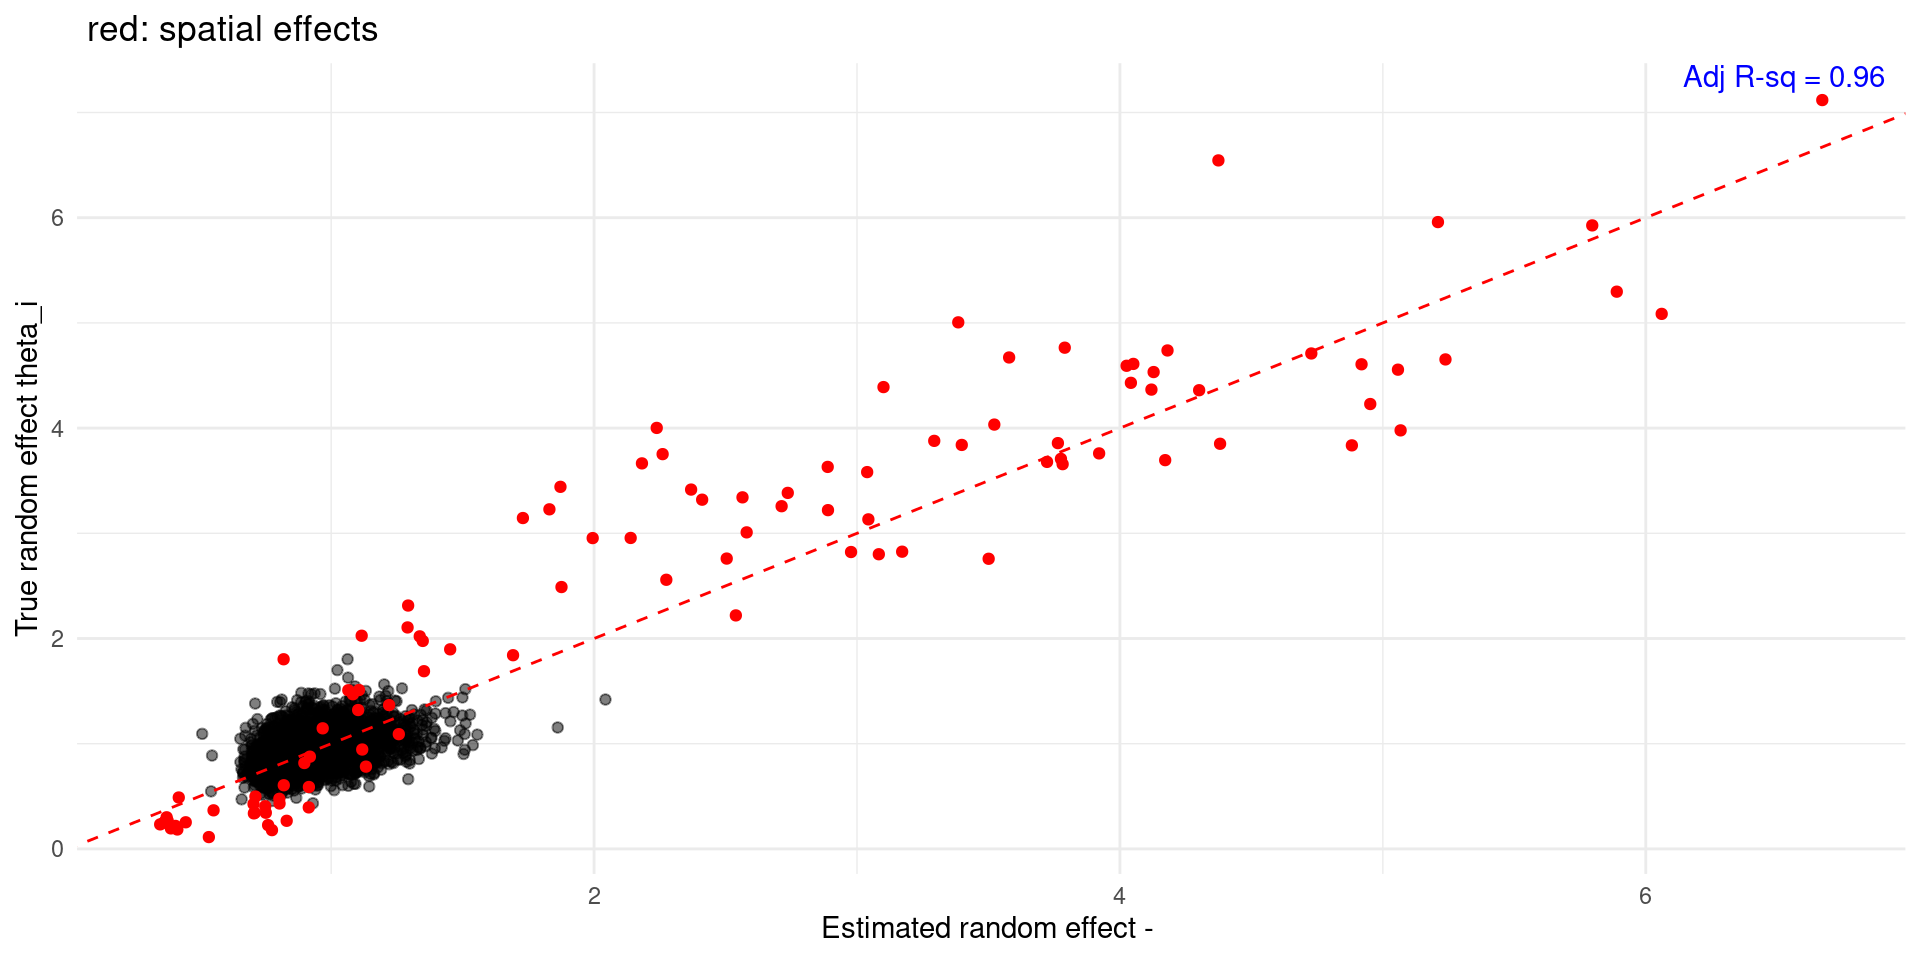 red: spatial effects
Adj R-sq = 0.96
True random effect theta_i
6
4
2
0
2
4
6
Estimated random effect -